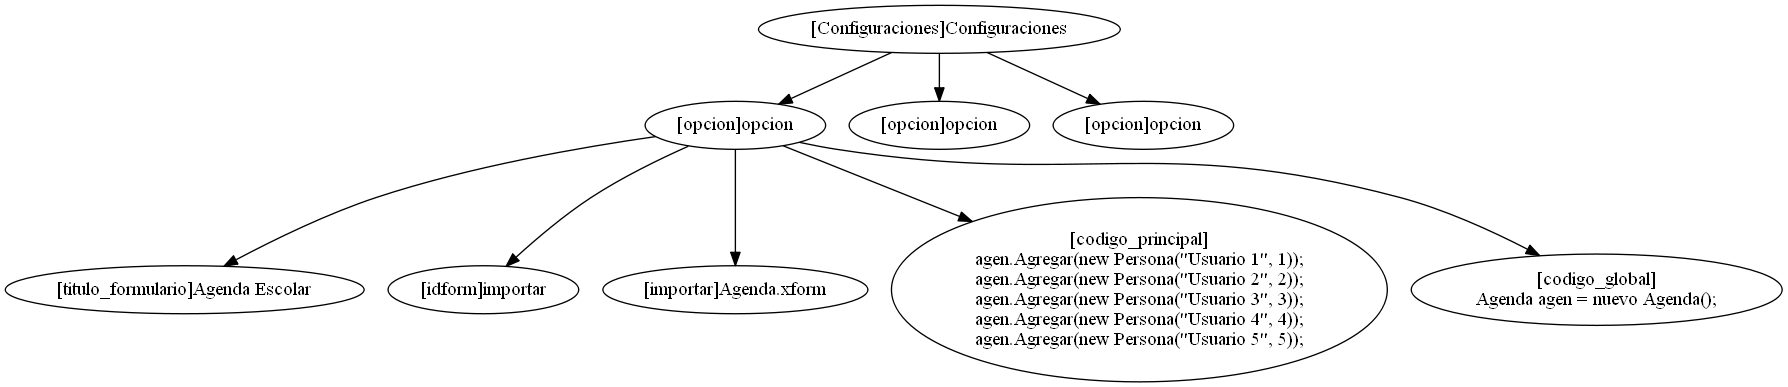 [Configuraciones]Configuraciones
[opcion]opcion
[opcion]opcion
[opcion]opcion
[titulo_formulario]Agenda Escolar
[idform]importar
[importar]Agenda.xform
[codigo_principal]
agen.Agregar(new Persona("Usuario 1", 1));
agen.Agregar(new Persona("Usuario 2", 2));
agen.Agregar(new Persona("Usuario 3", 3));
agen.Agregar(new Persona("Usuario 4", 4));
agen.Agregar(new Persona("Usuario 5", 5));
[codigo_global]
Agenda agen = nuevo Agenda();